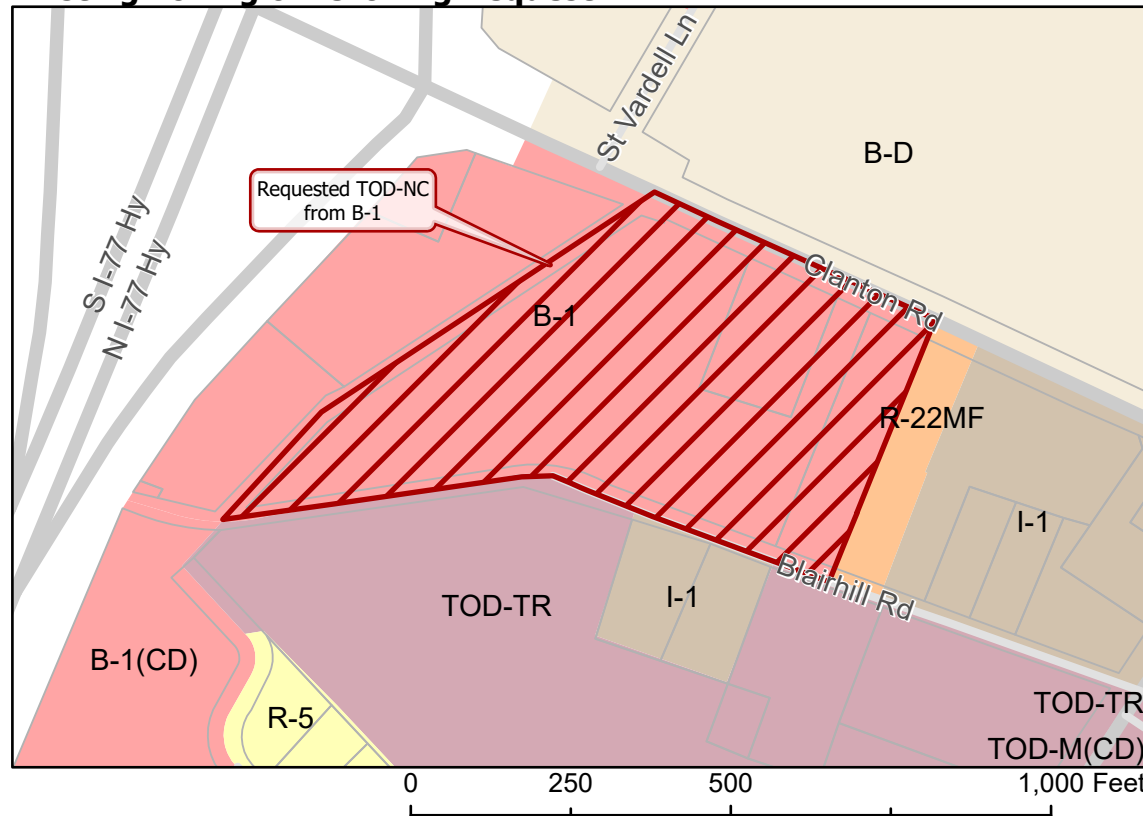 St Vardell Ln
B-D
Requested TOD-NC
from B-1
S I-77 Hy
N I-77 Hy
Clanton Rd
B-1
R-22MF
I-1
Blairhill Rd
I-1
TOD-TR
B-1(CD)
R-5
TOD-TR
TOD-M(CD)
0
250
500
1,000 Feet